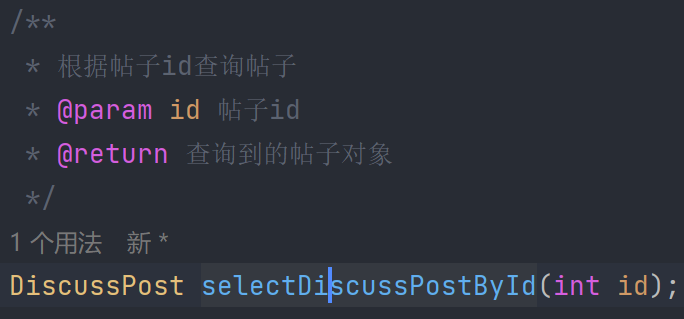 /**
* 根据帖子id查询帖子
* @param id 帖子id
* @return 查询到的帖子对象
*/
1 个用法 新 *
DiscussPost selectDiscussPostById(int id);